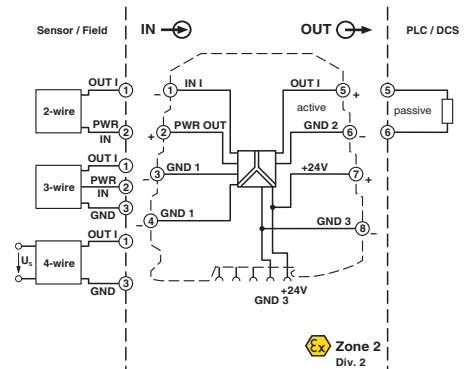 Sensor / Field
IN
OUT
PLC / DCS
OUT I
1
2-wire
PWR
IN
2
OUT I
1
3-wire
PWR
IN
2
GND
3
OUT I
1
Us
4-wire
GND
3
– 1 IN I
+ 2 PWR OUT
– 3 GND 1
– 4 GND 1
OUT I 5 +
active
GND 2 6 –
+24V 7 +
GND 3 8 –
+24V
GND 3
5
passive
6
Ex Zone 2
Div. 2